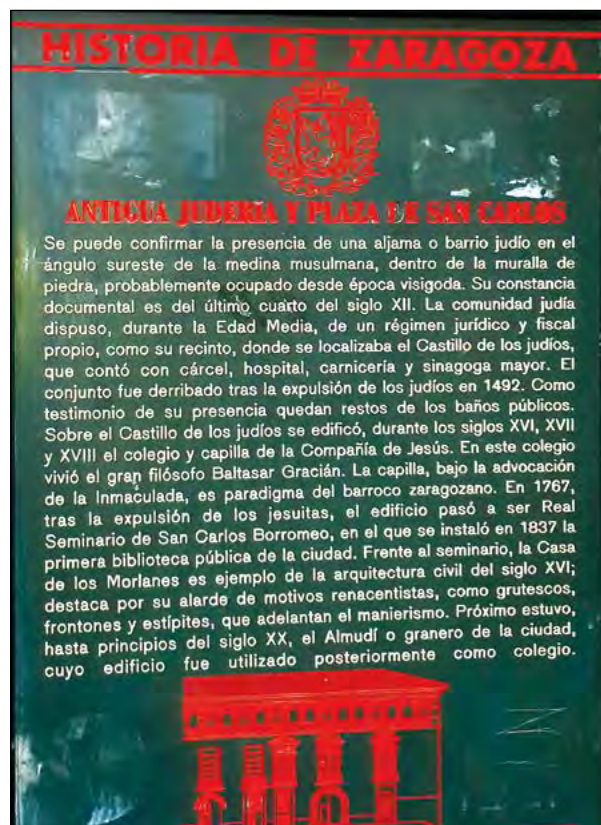 HISTORIA DE ZARAGOZA
ANTIGUA JUDERIA Y PLAZA DE SAN CARLOS
Se puede confirmar la presencia de una aljama o barrio judío en el
ángulo sureste de la medina musulmana, dentro de la muralla de
piedra, probablemente ocupado desde época visigoda. Su constancia
documental es del último cuarto del siglo XII. La comunidad judía
dispuso, durante la Edad Media, de un régimen jurídico y fiscal
propio, como su recinto, donde se localizaba el Castillo de los judíos,
que contó con cárcel, hospital, carnicería y sinagoga mayor. El
conjunto fue derribado tras la expulsión de los judíos en 1492. Como
testimonio de su presencia quedan restos de los baños públicos.
Sobre el Castillo de los judíos se edificó, durante los siglos XVI, XVII
y XVIII el colegio y capilla de la Compañía de Jesús. En este colegio
vivió el gran filósofo Baltasar Gracián. La capilla, bajo la advocación
de la Inmaculada, es paradigma del barroco zaragozano. En 1767,
tras la expulsión de los jesuitas, el edificio pasó a ser Real
Seminario de San Carlos Borromeo, en el que se instaló en 1837 la
primera biblioteca pública de la ciudad. Frente al seminario, la Casa
de los Morlanes es ejemplo de la arquitectura civil del siglo XVI;
destaca por su alarde de motivos renacentistas, como grutescos,
frontones y estípites, que adelantan el manierismo. Próximo estuvo,
hasta principios del siglo XX, el Almudí o granero de la ciudad,
cuyo edificio fue utilizado posteriormente como colegio.